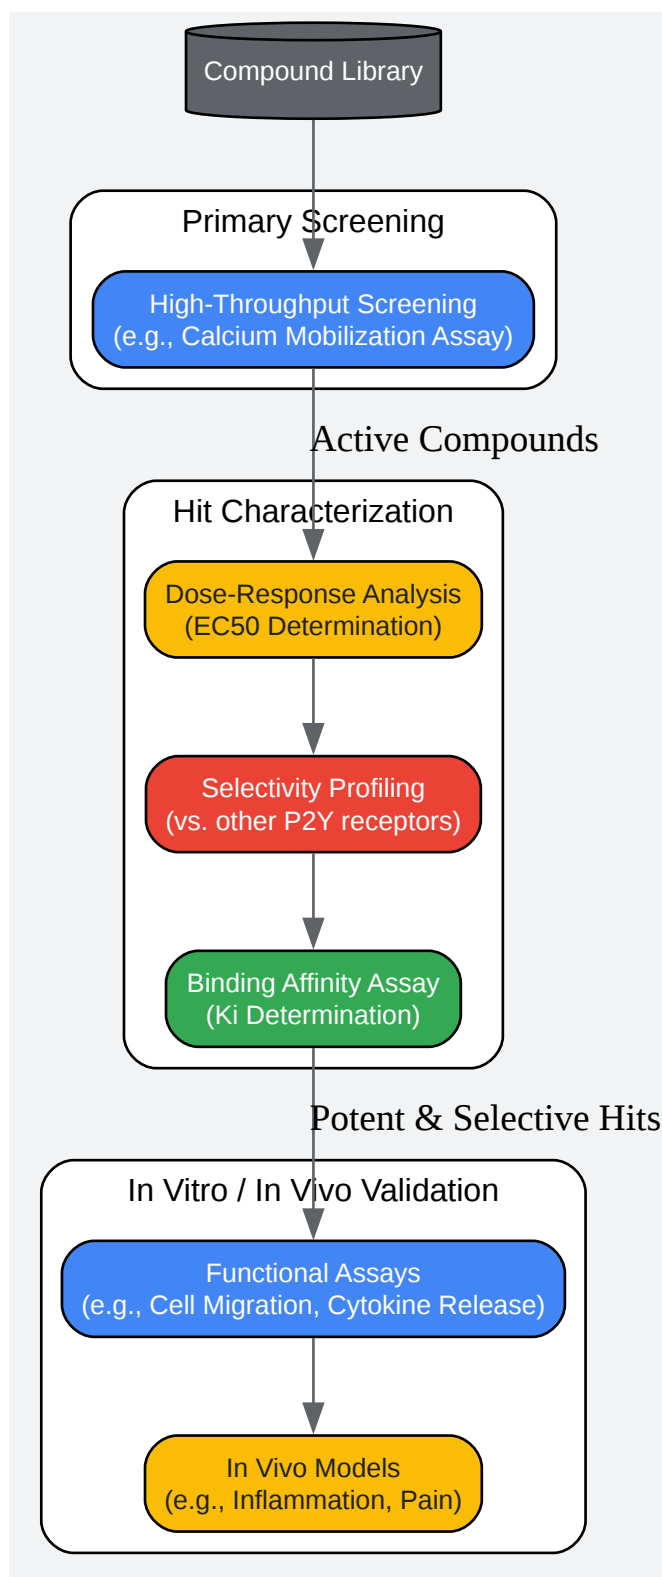 Compound Library
Primary Screening
High-Throughput Screening
(e.g., Calcium Mobilization Assay)
Active Compounds
Hit Characterization
Dose-Response Analysis
(EC50 Determination)
Selectivity Profiling
(vs. other P2Y receptors)
Binding Affinity Assay
(Ki Determination)
Potent & Selective Hits
In Vitro / In Vivo Validation
Functional Assays
(e.g., Cell Migration, Cytokine Release)
In Vivo Models
(e.g., Inflammation, Pain)